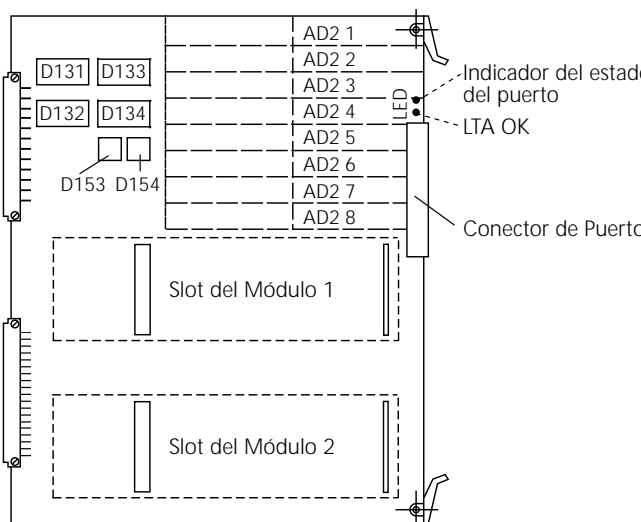 AD2 1
AD2 2
AD2 3
AD2 4
AD2 5
AD2 6
AD2 7
AD2 8
D131 D133
D132 D134
D153 D154
LED
Indicador del estado
del puerto
LTA OK
Conector de Puerto
Slot del Módulo 1
Slot del Módulo 2